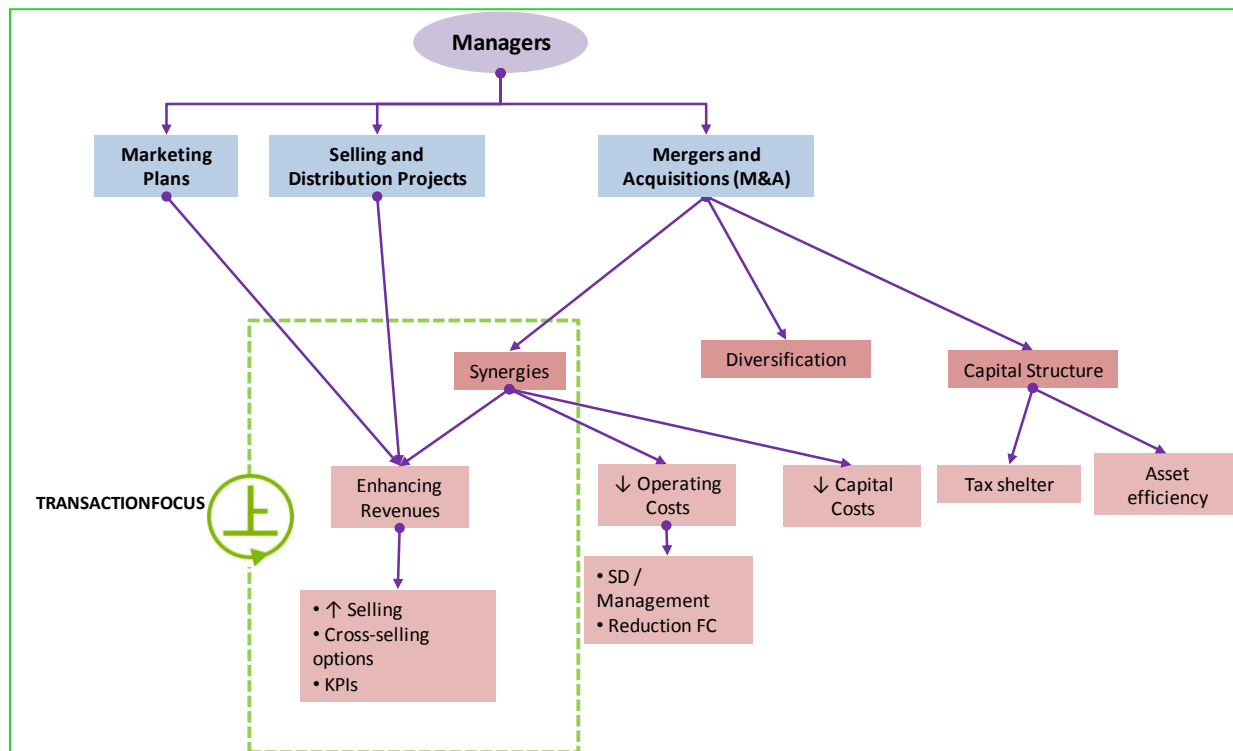 Managers
Marketing
Plans
Selling and
Distribution Projects
Mergers and
Acquisitions (M&A)
Synergies
Diversification
Capital Structure
TRANSACTIONFOCUS
Enhancing
Revenues
↓ Operating
Costs
↓ Capital
Costs
Tax shelter
Asset
efficiency
• ↑ Selling
• Cross-selling
options
• KPIs
• SD /
Management
• Reduction FC